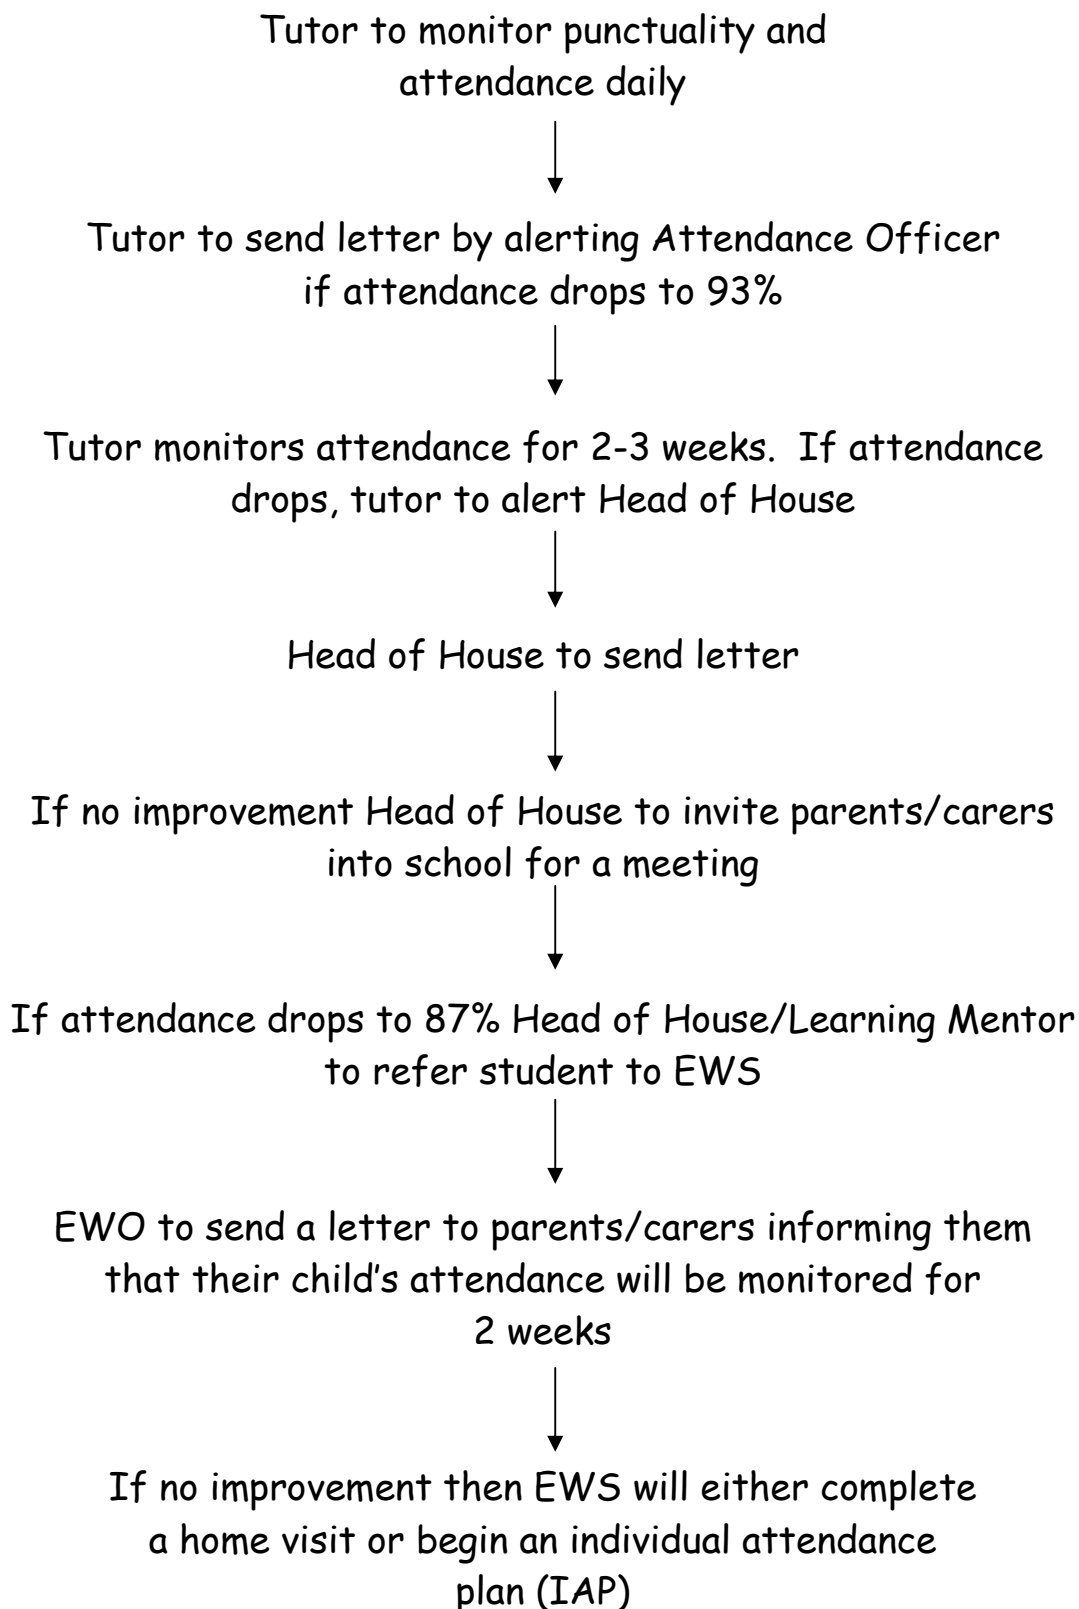 Tutor to monitor punctuality and
attendance daily
Tutor to send letter by alerting Attendance Officer
if attendance drops to 93%
Tutor monitors attendance for 2-3 weeks.  If attendance
drops, tutor to alert Head of House
Head of House to send letter
If no improvement Head of House to invite parents/carers
into school for a meeting
If attendance drops to 87% Head of House/Learning Mentor
to refer student to EWS
EWO to send a letter to parents/carers informing them
that their child's attendance will be monitored for
2 weeks
If no improvement then EWS will either complete
a home visit or begin an individual attendance
plan (IAP)